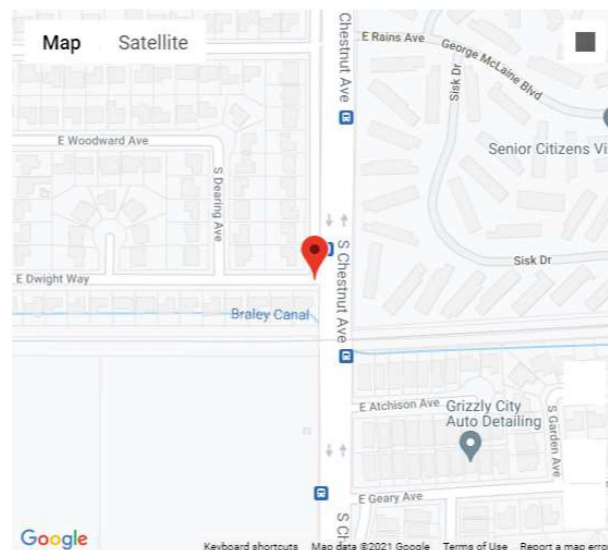 Map
Satellite
Chestnut Ave
E Rains Ave
George McLaine Blvd
Sisk Dr
E Woodward Ave
Senior Citizens Vi
S Dearing Ave
S Chestnut Ave
Sisk Dr
E Dwight Way
Braley Canal
E Atchison Ave
Grizzly City
Auto Detailing
S Garden Ave
E Geary Ave
S Ch
Google
Keyboard shortcuts
Map data ©2021 Google
Terms of Use
Report a map error